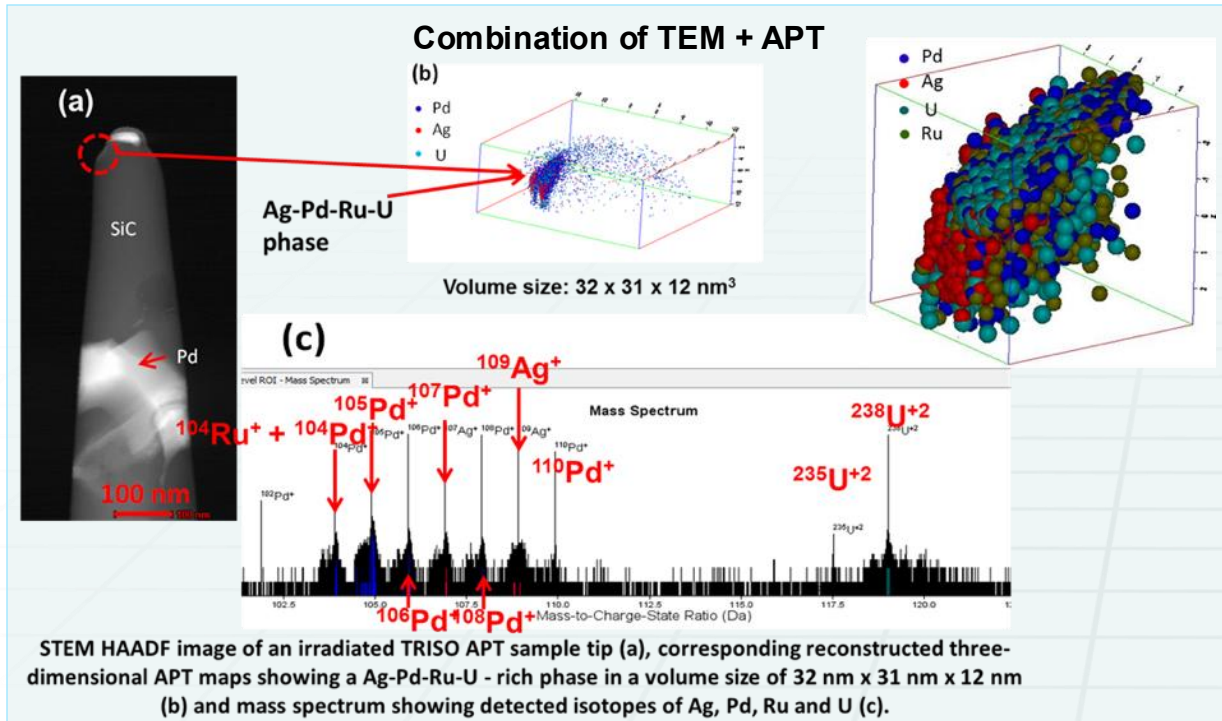 Combination of TEM + APT
(a)
SiC
Pd
100 nm
Ag-Pd-Ru-U
phase
(b)
Pd
Ag
U
Volume size: 32 x 31 x 12 nm³
Pd
Ag
U
Ru
(c)
evel ROI - Mass Spectrum
Mass Spectrum
¹⁰⁴Ru⁺ + ¹⁰⁴Pd⁺
¹⁰⁵Pd⁺
¹⁰⁷Pd⁺
¹⁰⁹Ag⁺
¹¹⁰Pd⁺
²³⁵U⁺²
²³⁸U⁺²
¹⁰²Pd⁺
¹⁰⁴Pd⁺
¹⁰⁶Pd⁺
¹⁰⁷Ag⁺
¹⁰⁸Pd⁺
¹¹⁰Pd⁺
²³⁵U⁺²
102.5 105.0 107.5 110.0 112.5 115.0 117.5 120.0
¹⁰⁶Pd⁺ ¹⁰⁸Pd⁺
Mass-to-Charge-State Ratio (Da)
STEM HAADF image of an irradiated TRISO APT sample tip (a), corresponding reconstructed three-
dimensional APT maps showing a Ag-Pd-Ru-U - rich phase in a volume size of 32 nm x 31 nm x 12 nm
(b) and mass spectrum showing detected isotopes of Ag, Pd, Ru and U (c).